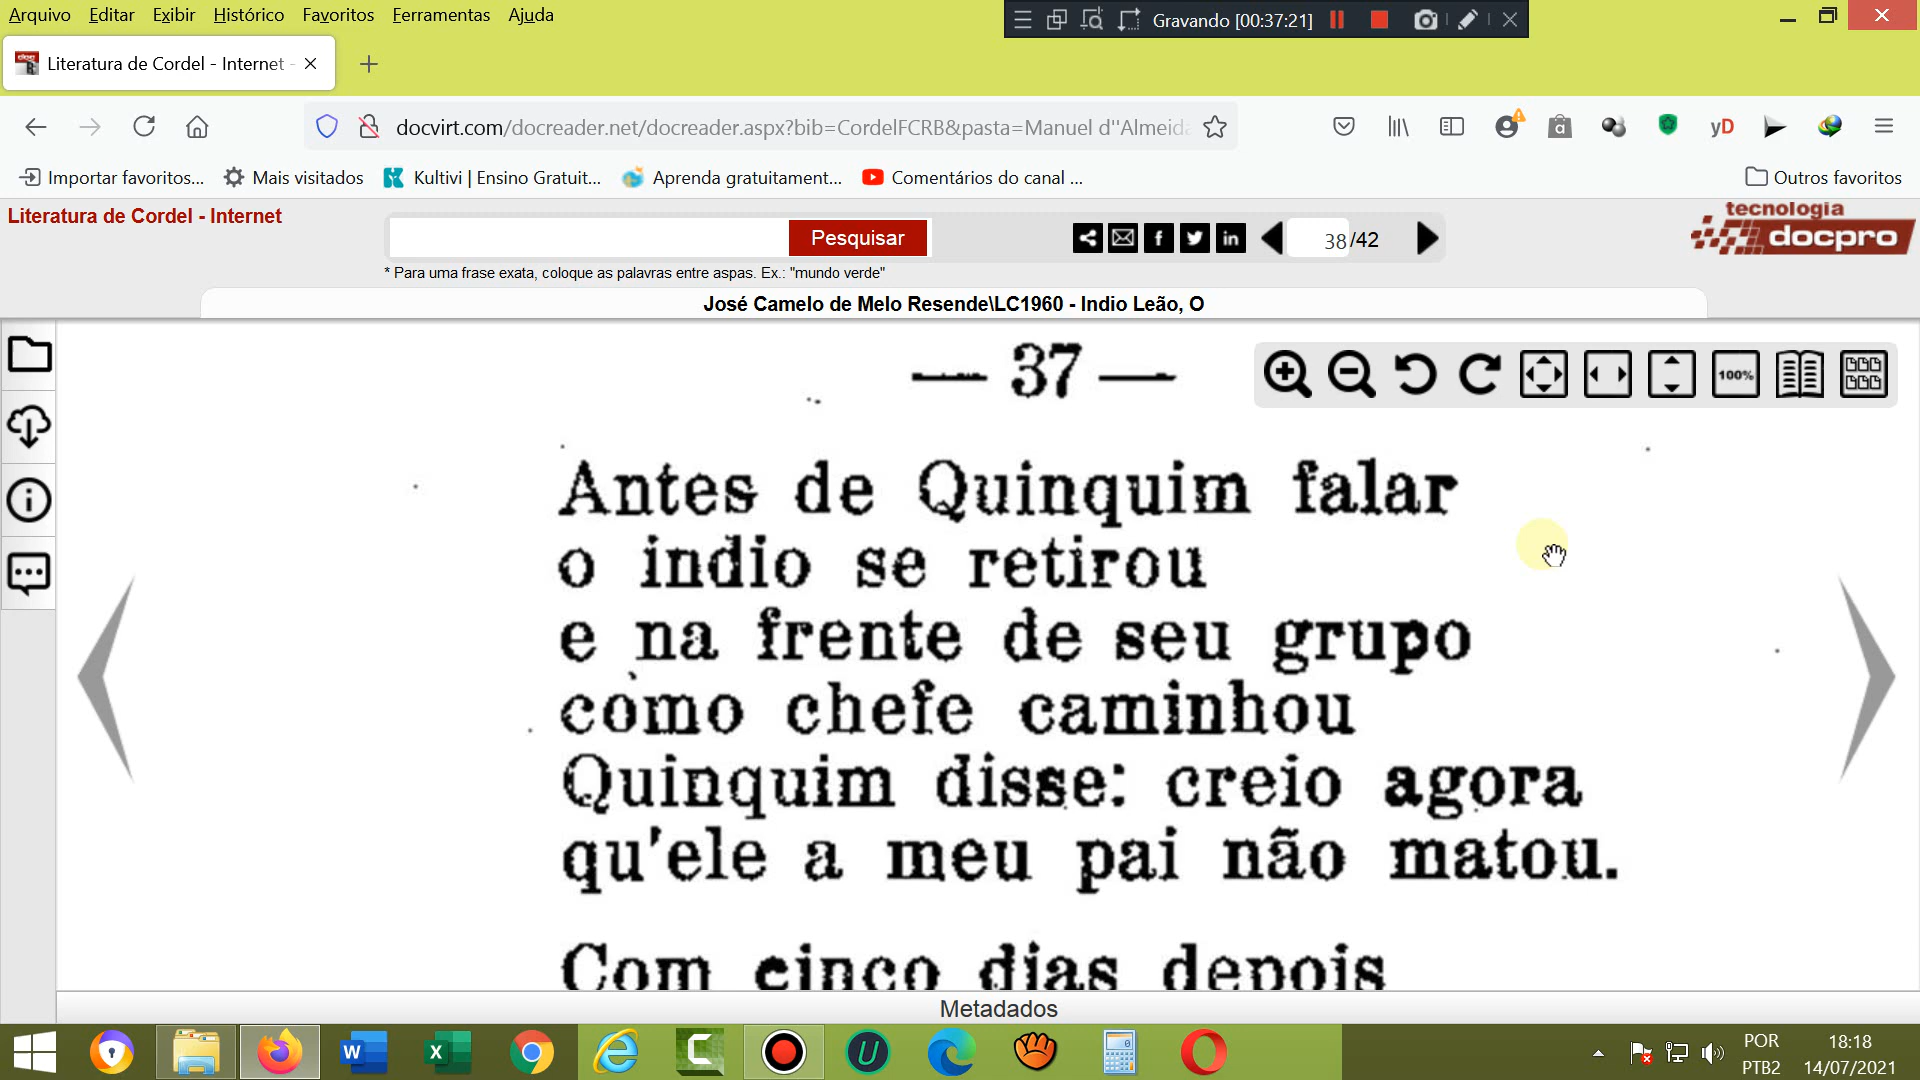 Arquivo Editar Exibir Histórico Favoritos Ferramentas Ajuda
Gravando [00:37:21]
Literatura de Cordel - Internet -
docvirt.com/docreader.net/docreader.aspx?bib=CordelFCRB&pasta=Manuel d''Almeida
Importar favoritos... Mais visitados Kultivi | Ensino Gratuit... Aprenda gratuitament... Comentários do canal ... Outros favoritos
Literatura de Cordel - Internet
Pesquisar
38 /42
tecnologia
docpro
* Para uma frase exata, coloque as palavras entre aspas. Ex.: "mundo verde"
José Camelo de Melo Resende\LC1960 - Indio Leão, O
— 37 —
100%
Antes de Quinquim falar
o indio se retirou
e na frente de seu grupo
como chefe caminhou
Quinquim disse: creio agora
qu'ele a meu pai não matou.
Com cinco dias depois
Metadados
POR
PTB2
18:18
14/07/2021